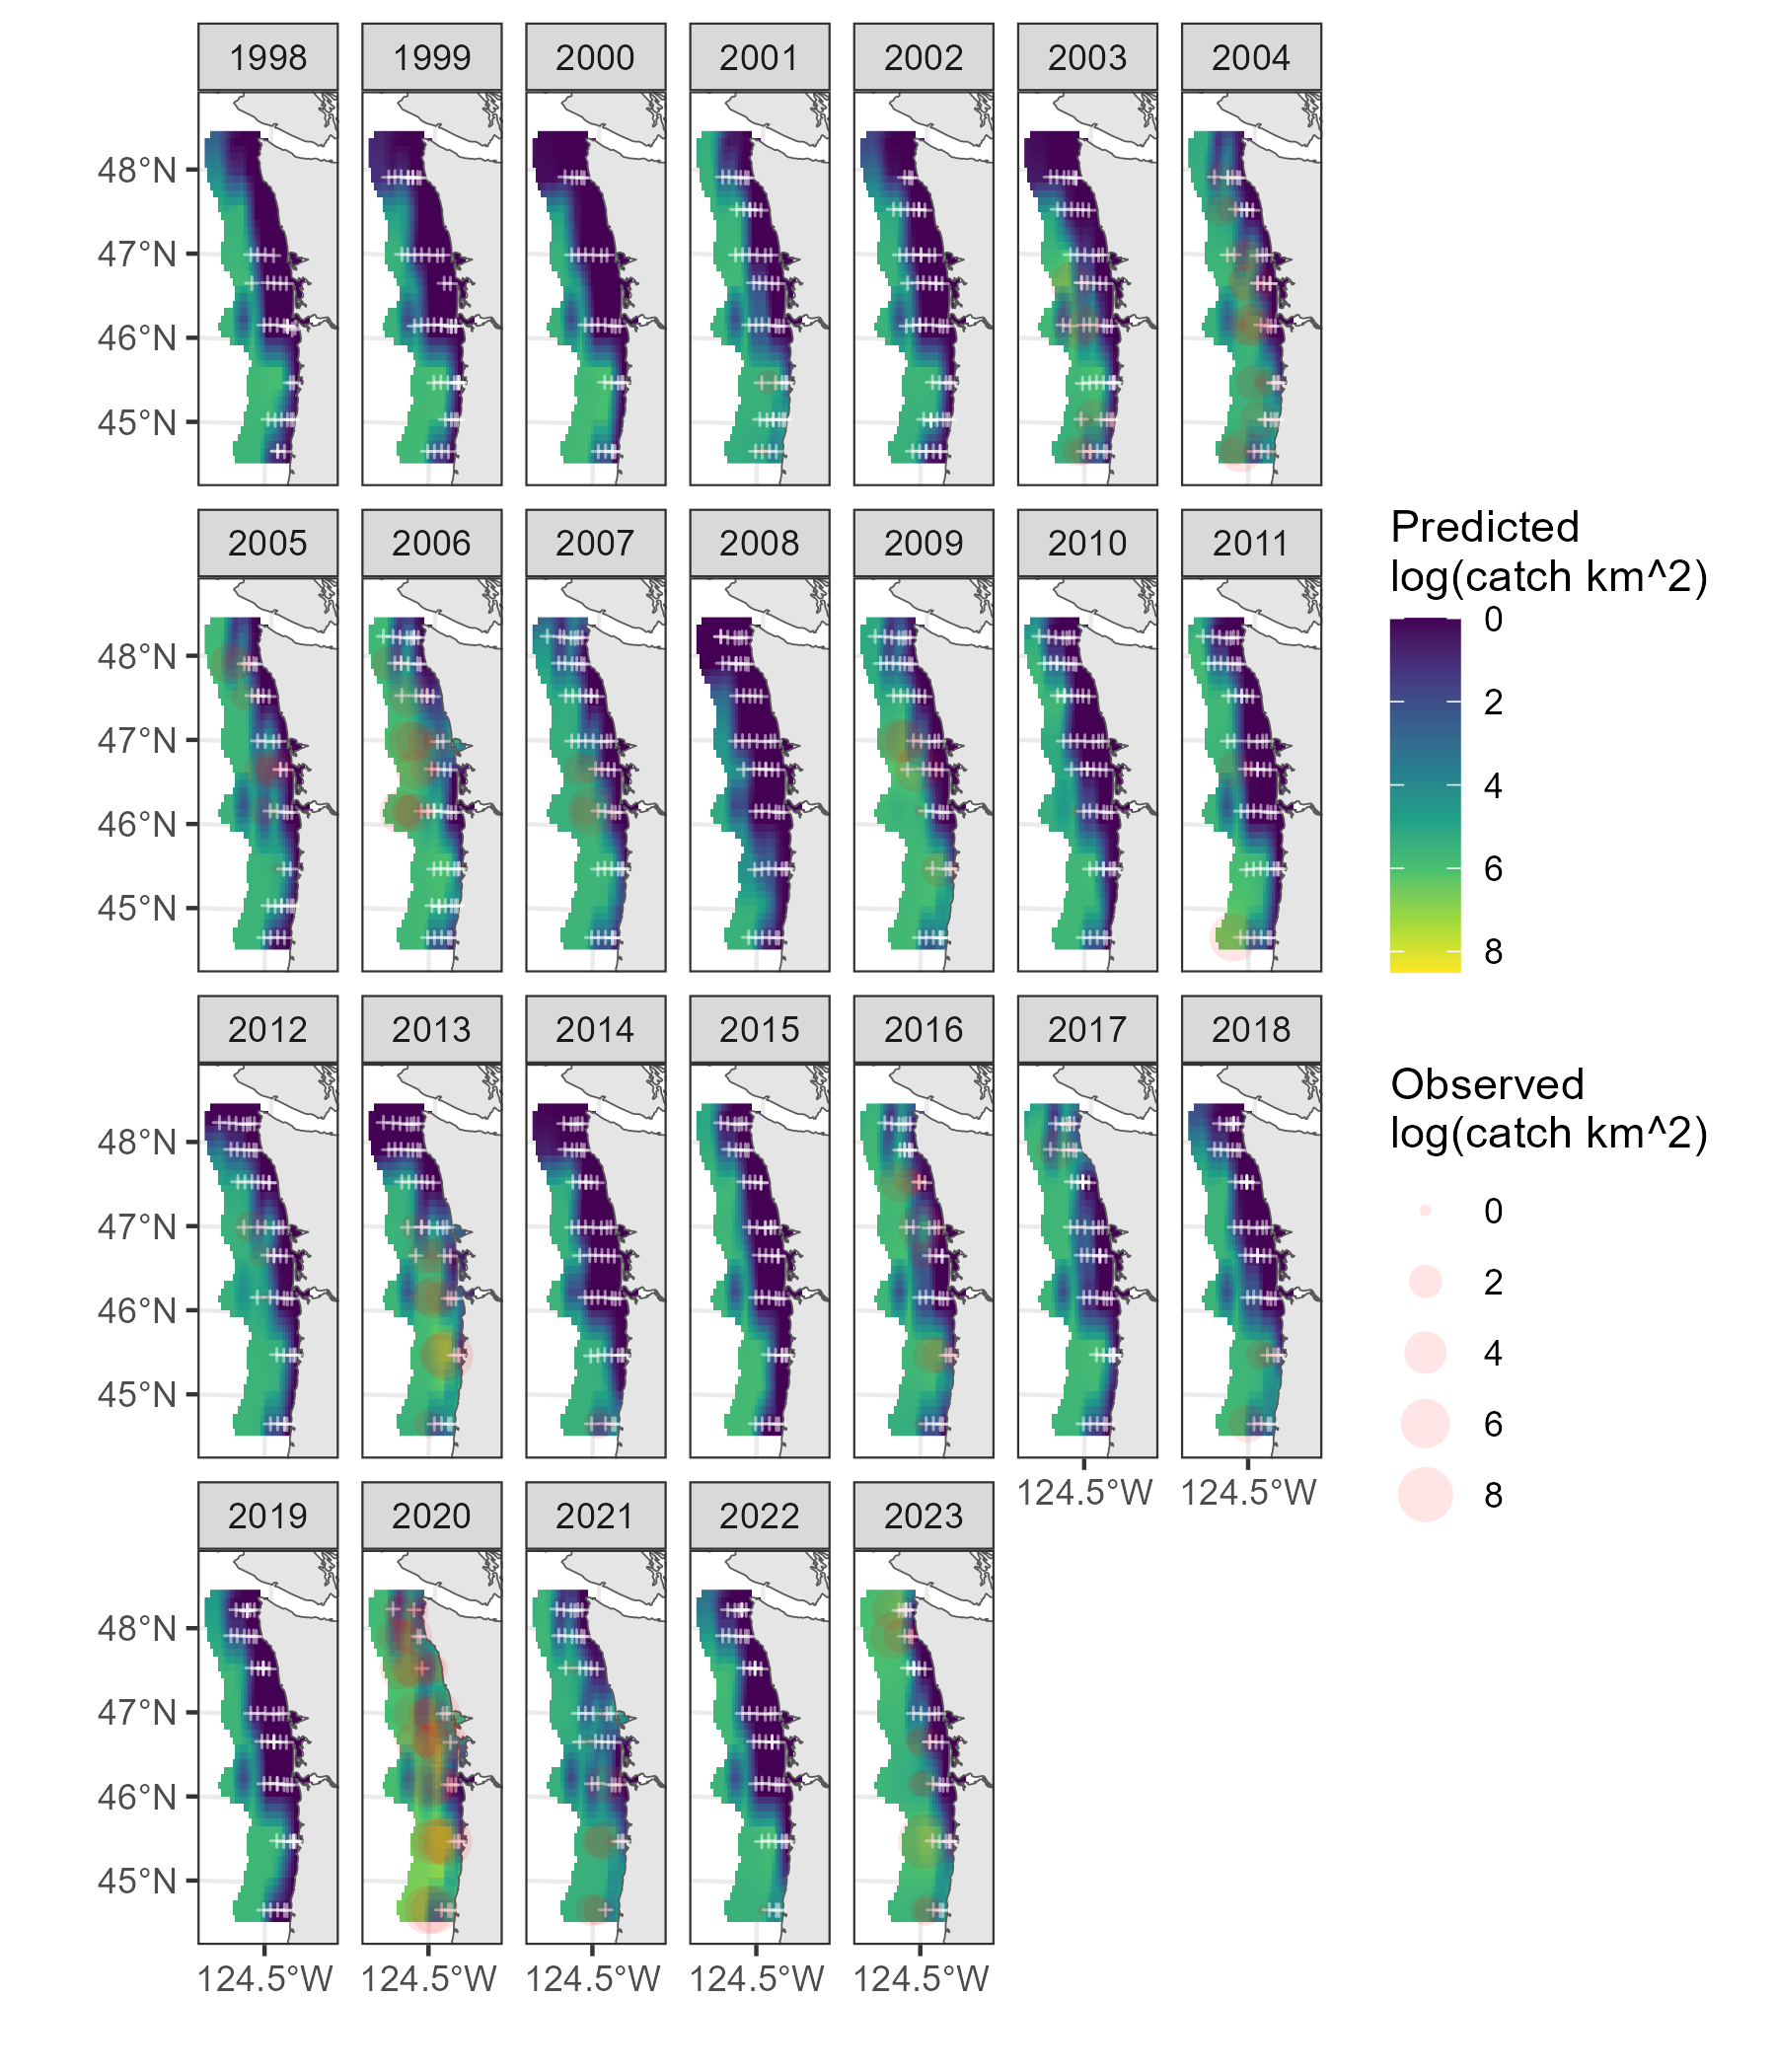 1998 1999 2000 2001 2002 2003 2004
48°N
47°N
46°N
45°N
2005 2006 2007 2008 2009 2010 2011
48°N
47°N
46°N
45°N
2012 2013 2014 2015 2016 2017 2018
48°N
47°N
46°N
45°N
124.5°W 124.5°W
2019 2020 2021 2022 2023
48°N
47°N
46°N
45°N
124.5°W 124.5°W 124.5°W 124.5°W 124.5°W
Predicted
log(catch km^2)
0
2
4
6
8
Observed
log(catch km^2)
0
2
4
6
8